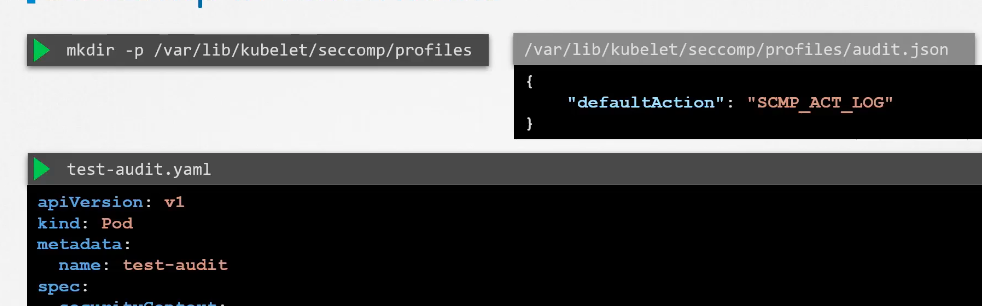 mkdir -p /var/lib/kubelet/seccomp/profiles
/var/lib/kubelet/seccomp/profiles/audit.json
{
    "defaultAction": "SCMP_ACT_LOG"
}
test-audit.yaml
apiVersion: v1
kind: Pod
metadata:
  name: test-audit
spec:
  securityContext: